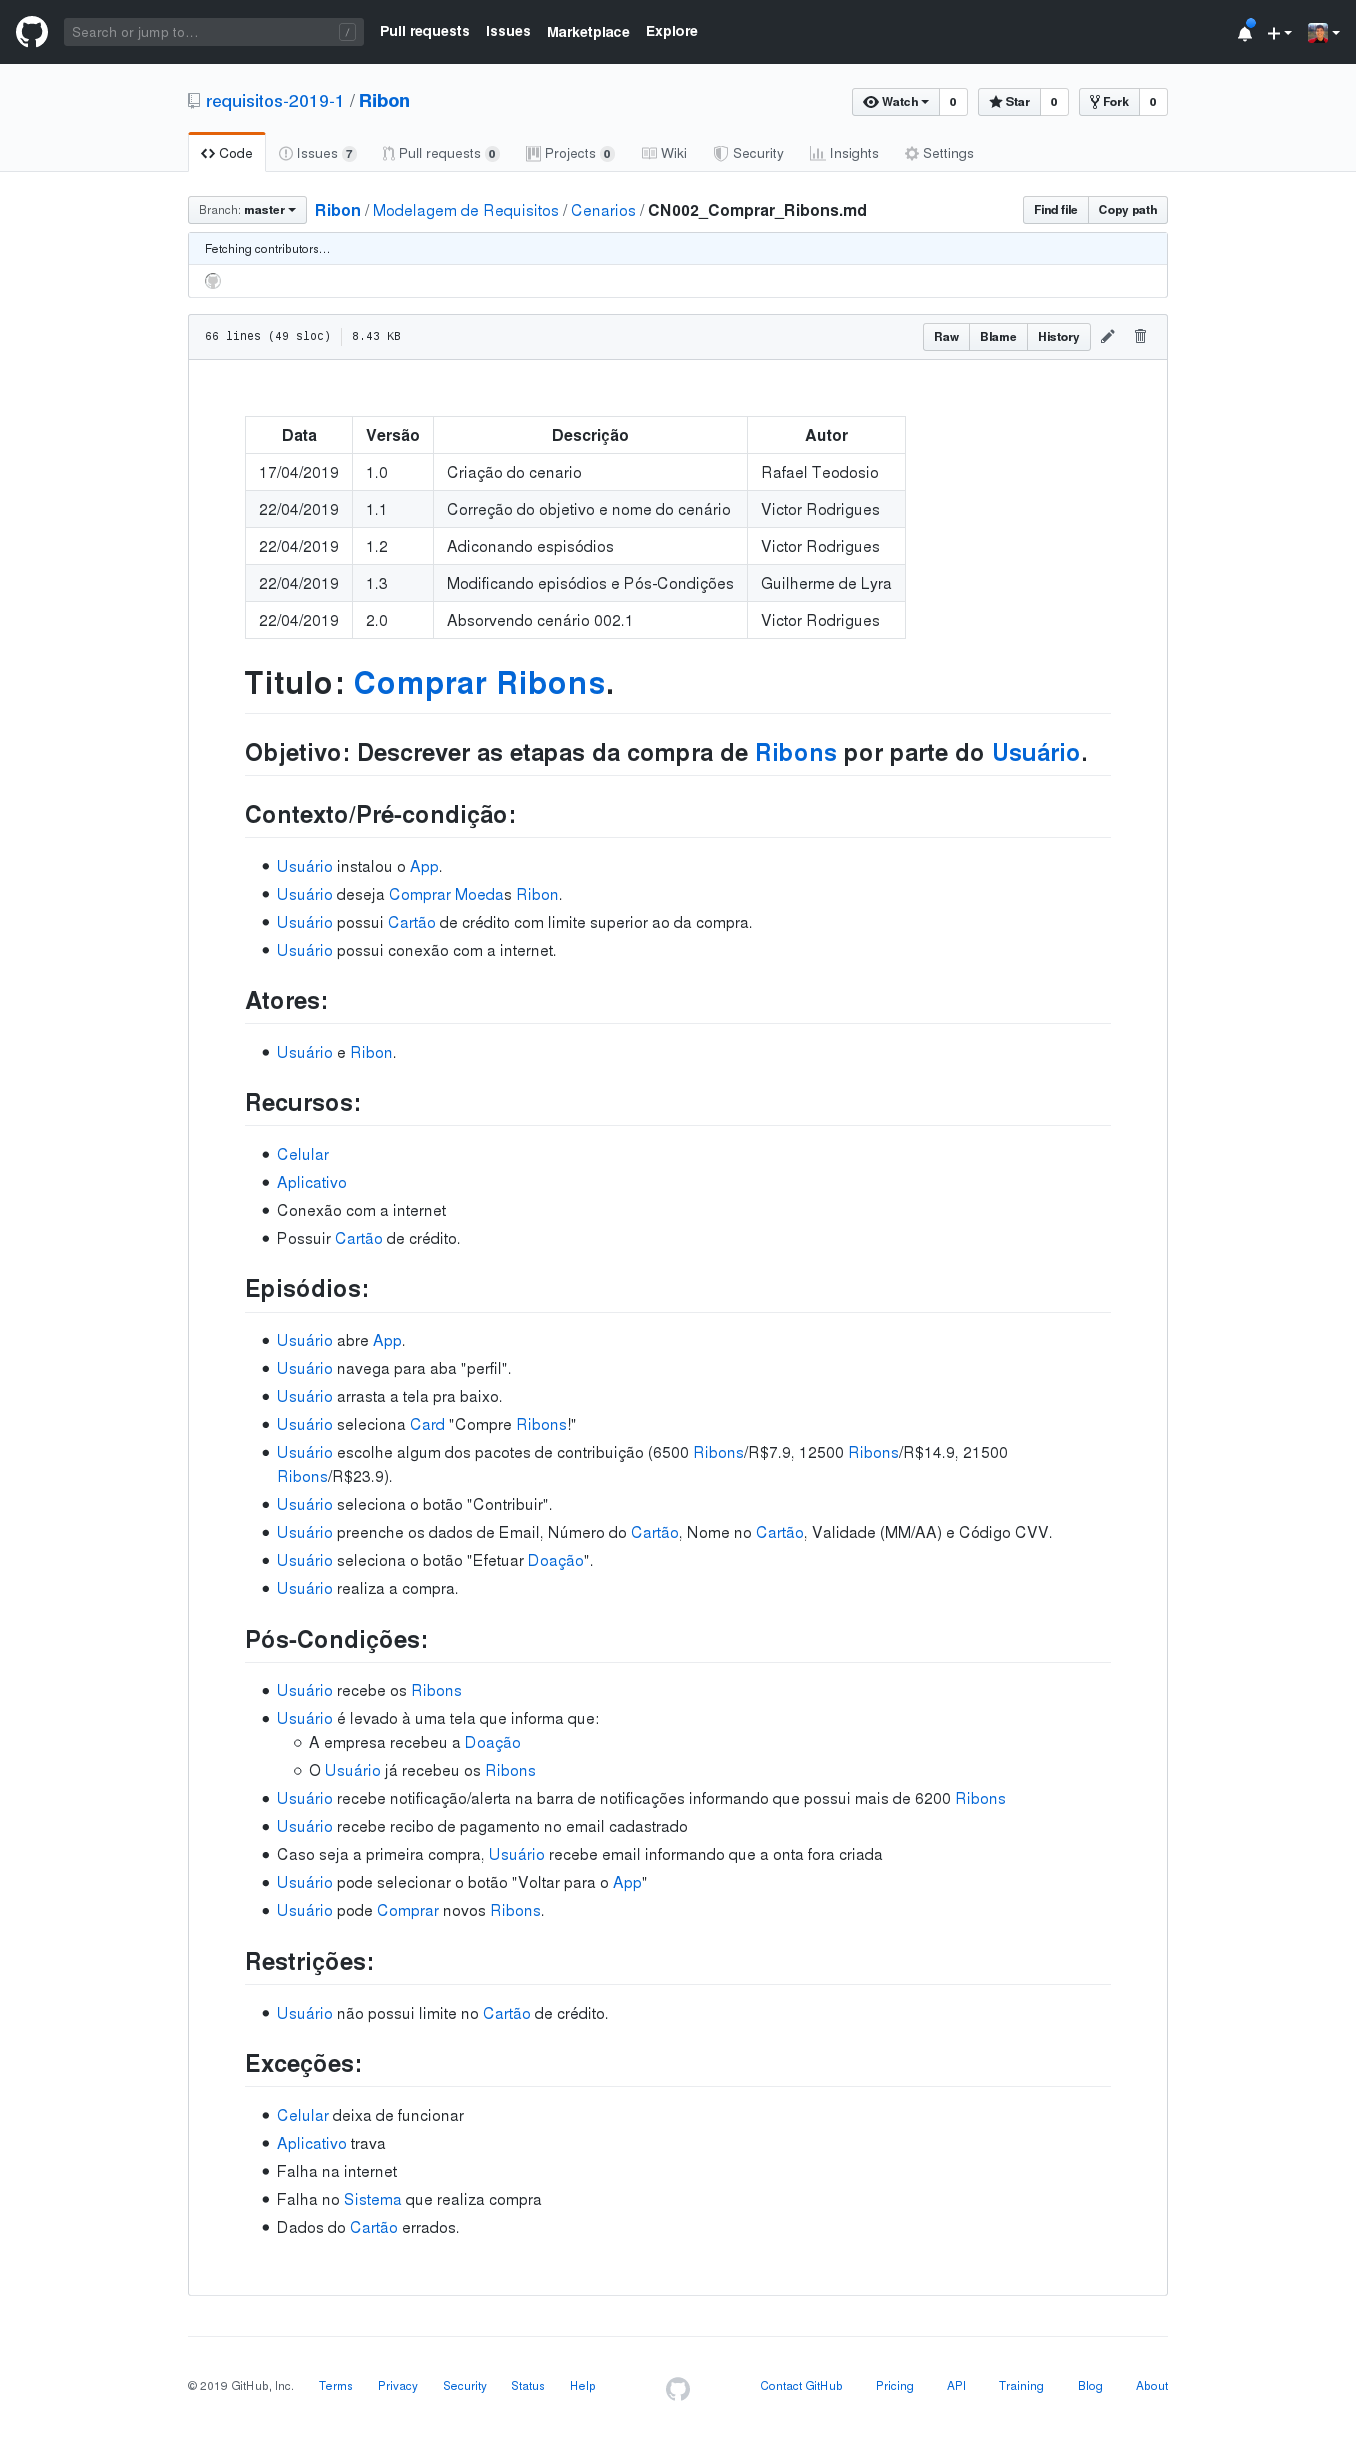 Search or jump to... /
Pull requests Issues Marketplace Explore
requisitos-2019-1 / Ribon
Watch 0 Star 0 Fork 0
Code Issues 7 Pull requests 0 Projects 0 Wiki Security Insights Settings
Branch: master Ribon / Modelagem de Requisitos / Cenarios / CN002_Comprar_Ribons.md Find file Copy path
Fetching contributors…
66 lines (49 sloc) 8.43 KB Raw Blame History
Data Versão Descrição Autor
17/04/2019 1.0 Criação do cenario Rafael Teodosio
22/04/2019 1.1 Correção do objetivo e nome do cenário Victor Rodrigues
22/04/2019 1.2 Adiconando espisódios Victor Rodrigues
22/04/2019 1.3 Modificando episódios e Pós-Condições Guilherme de Lyra
22/04/2019 2.0 Absorvendo cenário 002.1 Victor Rodrigues
Titulo: Comprar Ribons.
Objetivo: Descrever as etapas da compra de Ribons por parte do Usuário.
Contexto/Pré-condição:
Usuário instalou o App.
Usuário deseja Comprar Moedas Ribon.
Usuário possui Cartão de crédito com limite superior ao da compra.
Usuário possui conexão com a internet.
Atores:
Usuário e Ribon.
Recursos:
Celular
Aplicativo
Conexão com a internet
Possuir Cartão de crédito.
Episódios:
Usuário abre App.
Usuário navega para aba "perfil".
Usuário arrasta a tela pra baixo.
Usuário seleciona Card "Compre Ribons!"
Usuário escolhe algum dos pacotes de contribuição (6500 Ribons/R$7.9, 12500 Ribons/R$14.9, 21500
Ribons/R$23.9).
Usuário seleciona o botão "Contribuir".
Usuário preenche os dados de Email, Número do Cartão, Nome no Cartão, Validade (MM/AA) e Código CVV.
Usuário seleciona o botão "Efetuar Doação".
Usuário realiza a compra.
Pós-Condições:
Usuário recebe os Ribons
Usuário é levado à uma tela que informa que:
A empresa recebeu a Doação
O Usuário já recebeu os Ribons
Usuário recebe notificação/alerta na barra de notificações informando que possui mais de 6200 Ribons
Usuário recebe recibo de pagamento no email cadastrado
Caso seja a primeira compra, Usuário recebe email informando que a onta fora criada
Usuário pode selecionar o botão "Voltar para o App"
Usuário pode Comprar novos Ribons.
Restrições:
Usuário não possui limite no Cartão de crédito.
Exceções:
Celular deixa de funcionar
Aplicativo trava
Falha na internet
Falha no Sistema que realiza compra
Dados do Cartão errados.
© 2019 GitHub, Inc. Terms Privacy Security Status Help Contact GitHub Pricing API Training Blog About